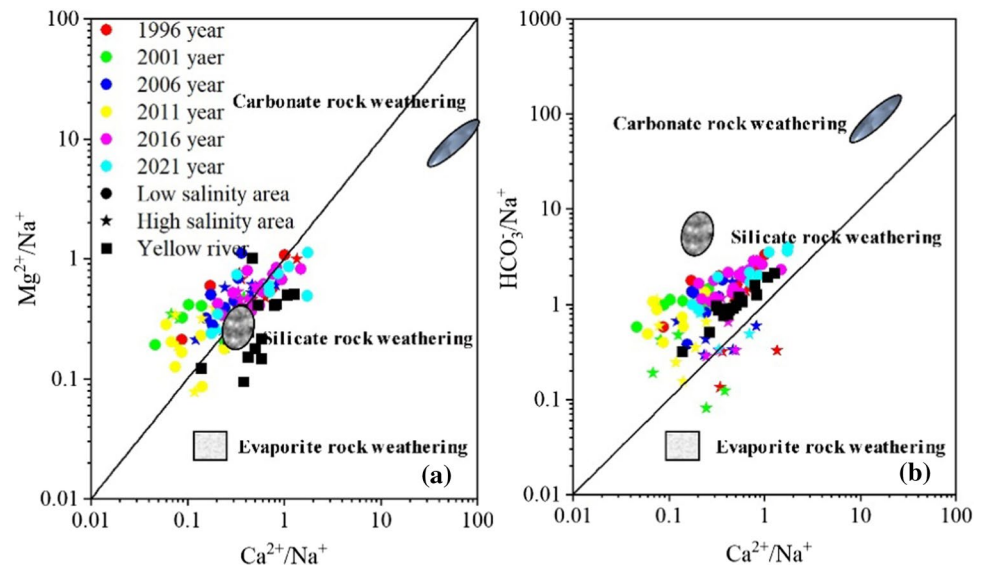 100
10
1
0.1
0.01
Mg²⁺/Na⁺
1996 year
2001 yaer
2006 year
2011 year
2016 year
2021 year
Low salinity area
High salinity area
Yellow river
Carbonate rock weathering
Silicate rock weathering
Evaporite rock weathering
(a)
0.01 0.1 1 10 100
Ca²⁺/Na⁺
1000
100
10
1
0.1
0.01
HCO₃⁻/Na⁺
Carbonate rock weathering
Silicate rock weathering
Evaporite rock weathering
(b)
0.01 0.1 1 10 100
Ca²⁺/Na⁺